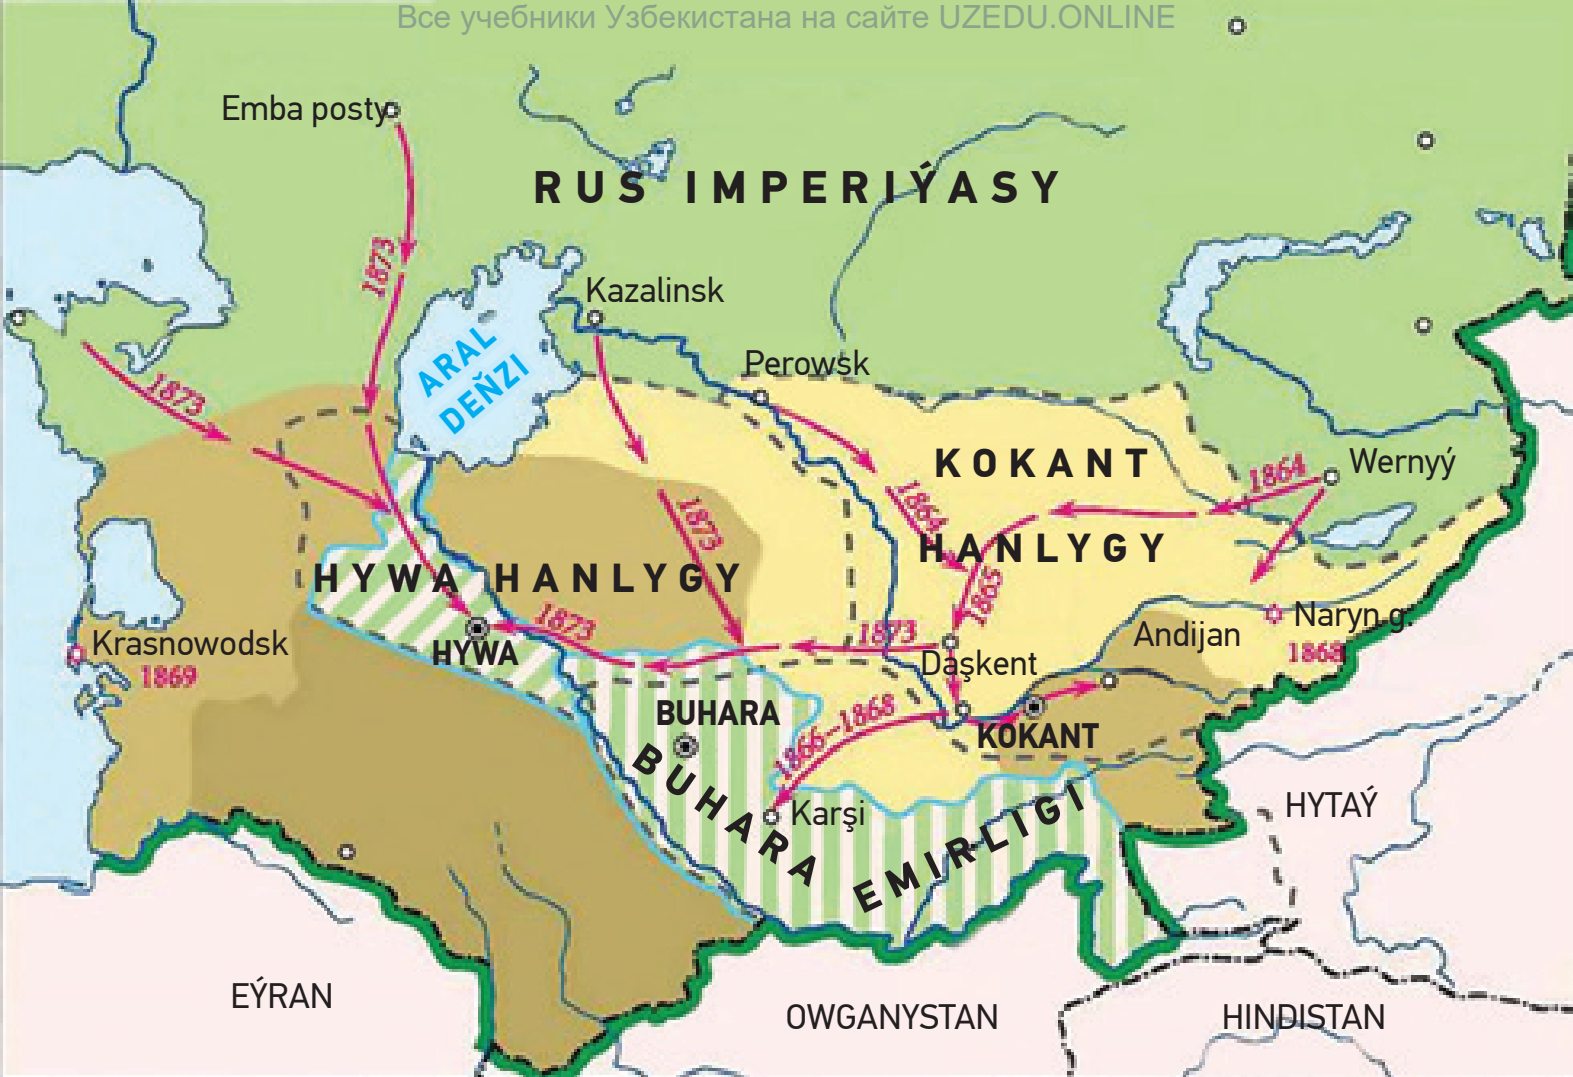 Все учебники Узбекистана на сайте UZEDU.ONLINE
Emba posty
RUS IMPERIÝASY
1873
Kazalinsk
ARAL
DEŇZI
Perowsk
1873
KOKANT
HANLYGY
Wernyý
1864
1864
1873
HYWA HANLYGY
1865
Naryn g.
1868
Andijan
1873
1873
HYWA
Krasnowodsk
1869
Daşkent
BUHARA
1866–1868
KOKANT
BUHARA EMIRLIGI
Karşi
HYTAÝ
EÝRAN
OWGANYSTAN
HINDISTAN